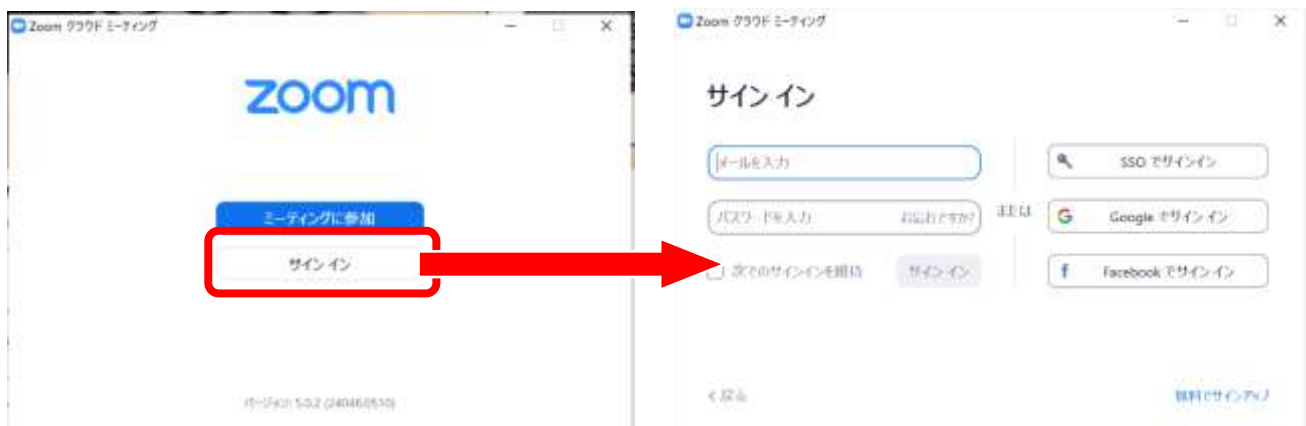 Zoom クラウド ミーティング
zoom
ミーティングに参加
サイン イン
バージョン: 5.0.2 (24046.0510)
Zoom クラウド ミーティング
サイン イン
メールを入力
パスワードを入力
お忘れですか?
次でのサインインを維持
サイン イン
または
SSO でサインイン
Google でサイン イン
Facebook でサイン イン
< 戻る
無料でサインアップ